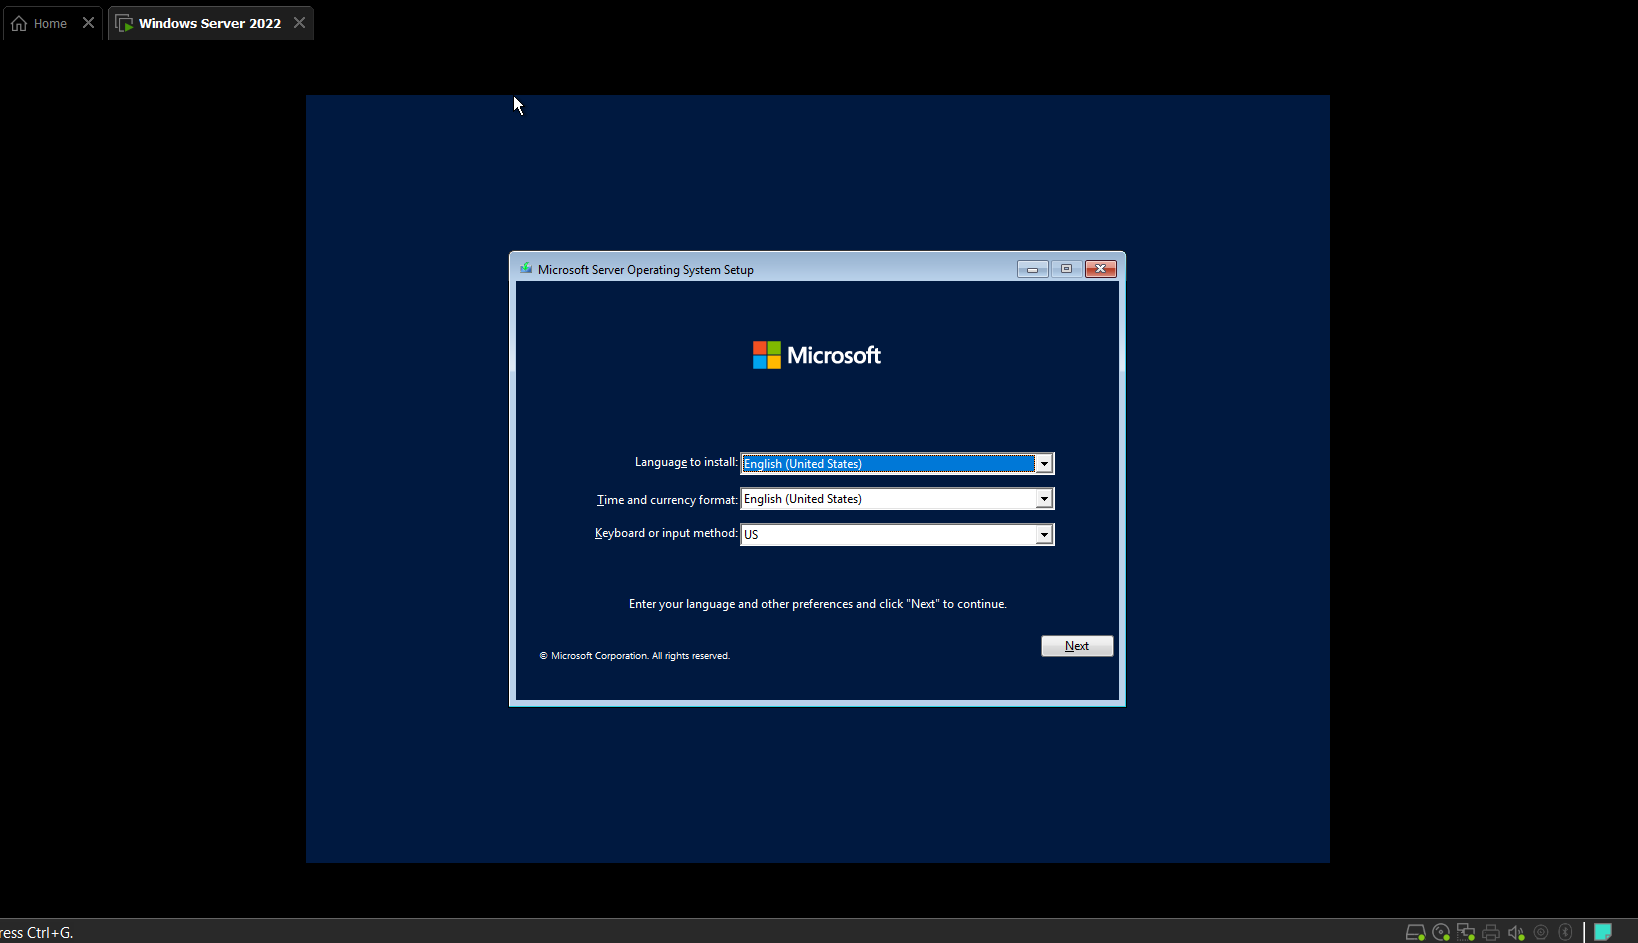 Home
Windows Server 2022
Microsoft Server Operating System Setup
Microsoft
Language to install: English (United States)
Time and currency format: English (United States)
Keyboard or input method: US
Enter your language and other preferences and click "Next" to continue.
Next
© Microsoft Corporation. All rights reserved.
ress Ctrl+G.